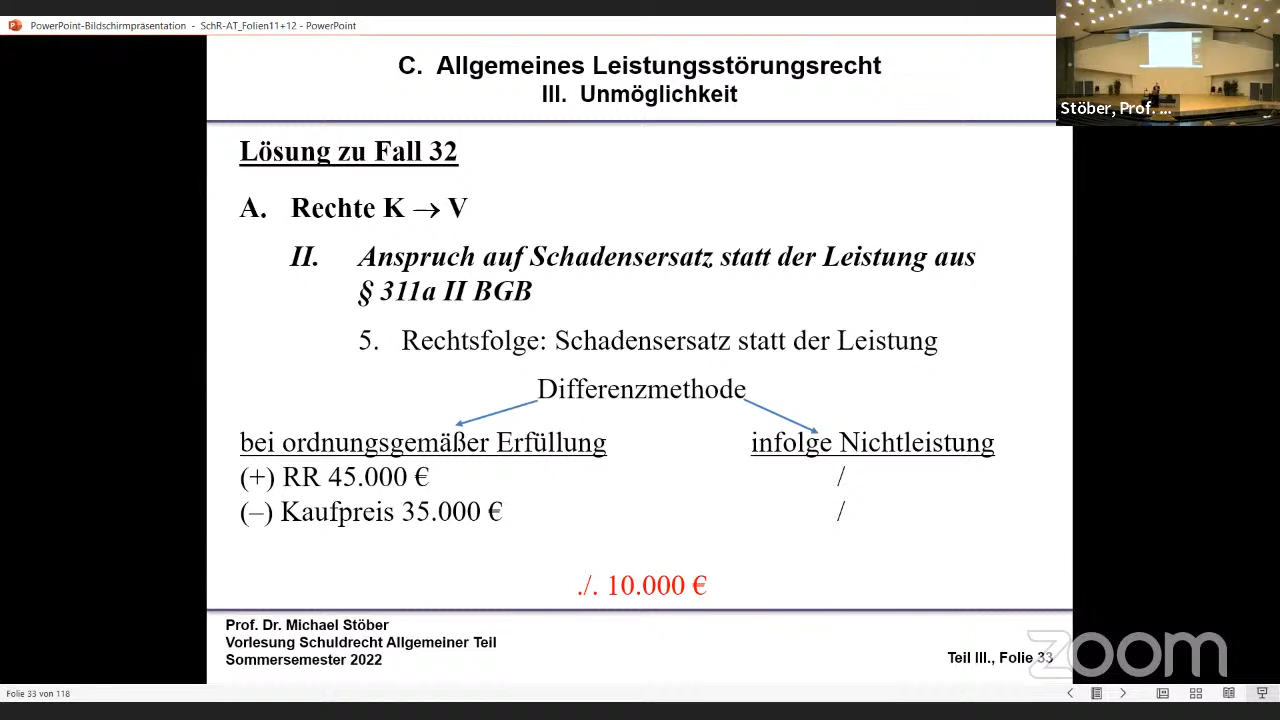 PowerPoint-Bildschirmpräsentation - SchR-AT_Folien11+12 - PowerPoint
Stöber, Prof. ...
C. Allgemeines Leistungsstörungsrecht
III. Unmöglichkeit
Lösung zu Fall 32
A. Rechte K → V
II. Anspruch auf Schadensersatz statt der Leistung aus
§ 311a II BGB
5. Rechtsfolge: Schadensersatz statt der Leistung
Differenzmethode
bei ordnungsgemäßer Erfüllung infolge Nichtleistung
(+) RR 45.000 € /
(–) Kaufpreis 35.000 € /
./. 10.000 €
Prof. Dr. Michael Stöber
Vorlesung Schuldrecht Allgemeiner Teil
Sommersemester 2022
Teil III., Folie 33
zoom
Folie 33 von 118